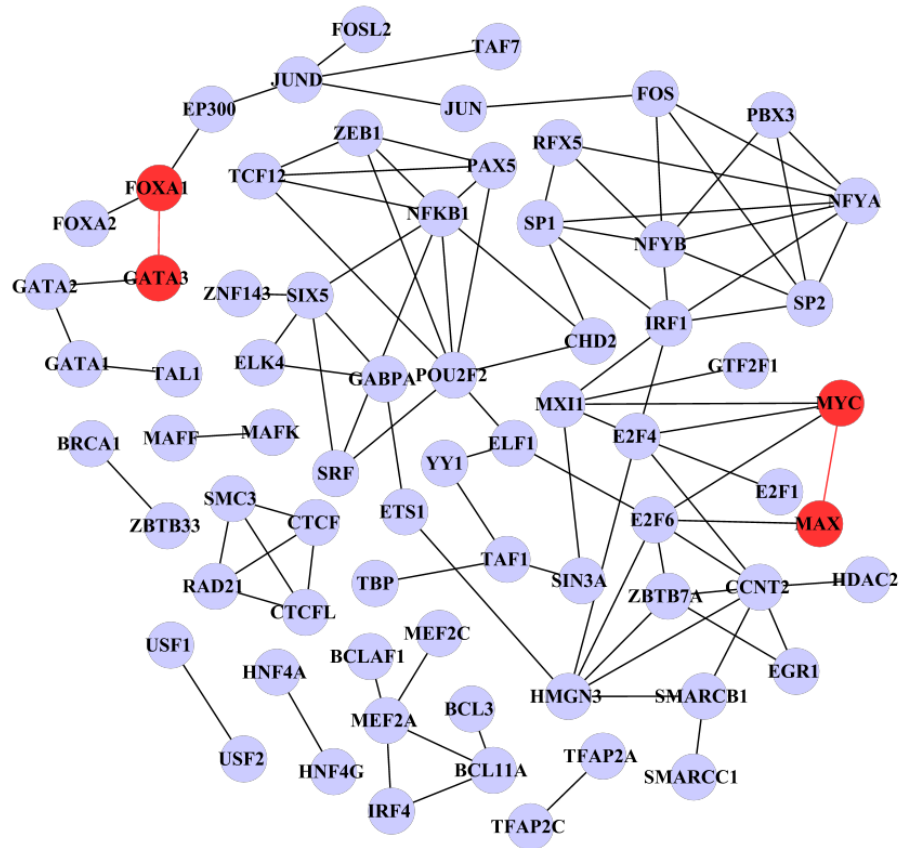 FOSL2
TAF7
JUND
EP300
JUN
FOS
PBX3
ZEB1
RFX5
PAX5
TCF12
FOXA1
NFYA
FOXA2
NFKB1
SP1
NFYB
GATA3
GATA2
ZNF143
SIX5
SP2
IRF1
CHD2
GATA1
TAL1
ELK4
GABPA
POU2F2
GTF2F1
MXI1
MYC
BRCA1
MAFF
MAFK
ELF1
E2F4
YY1
SRF
E2F1
SMC3
ZBTB33
CTCF
ETS1
E2F6
MAX
TAF1
RAD21
TBP
SIN3A
ZBTB7A
CCNT2
HDAC2
CTCFL
MEF2C
USF1
BCLAF1
HNF4A
EGR1
HMGN3
SMARCB1
BCL3
MEF2A
USF2
HNF4G
BCL11A
TFAP2A
SMARCC1
IRF4
TFAP2C